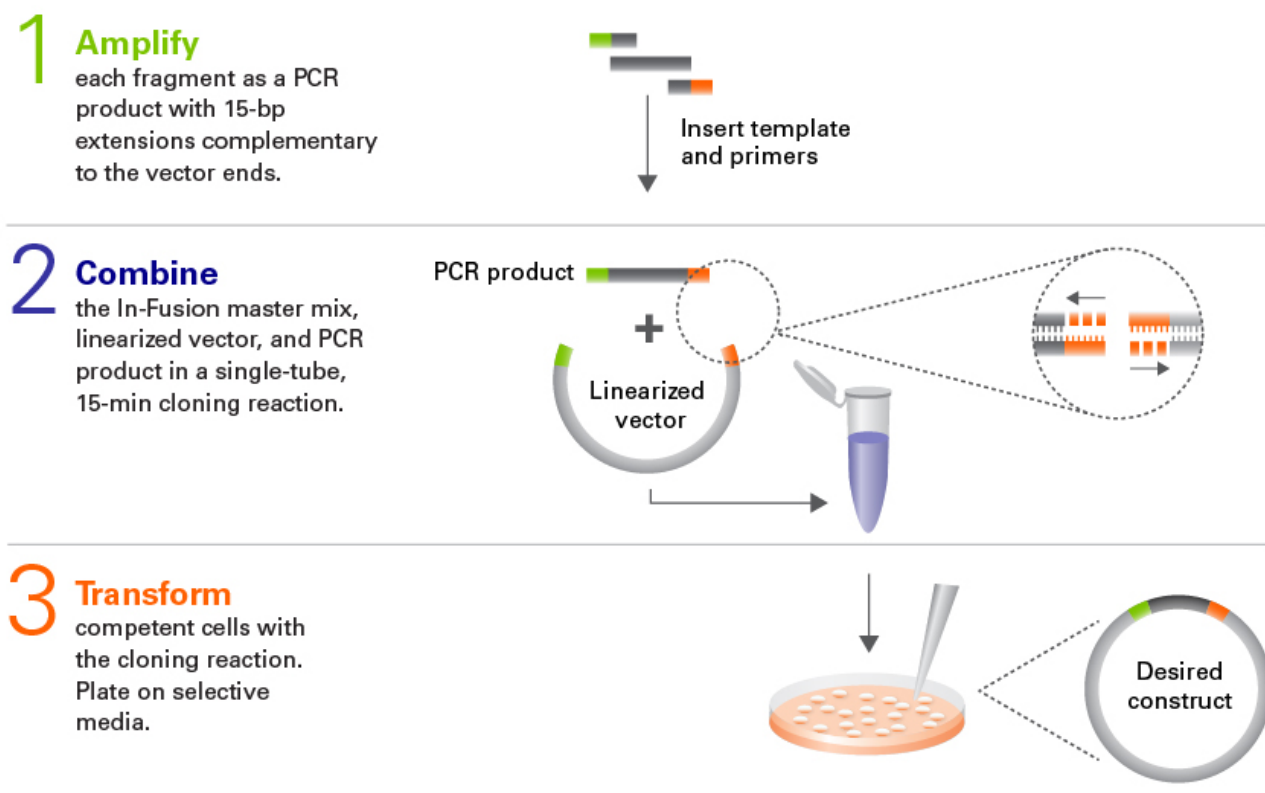 1
Amplify
each fragment as a PCR
product with 15-bp
extensions complementary
to the vector ends.
Insert template
and primers
2
Combine
the In-Fusion master mix,
linearized vector, and PCR
product in a single-tube,
15-min cloning reaction.
PCR product
+
Linearized
vector
3
Transform
competent cells with
the cloning reaction.
Plate on selective
media.
Desired
construct